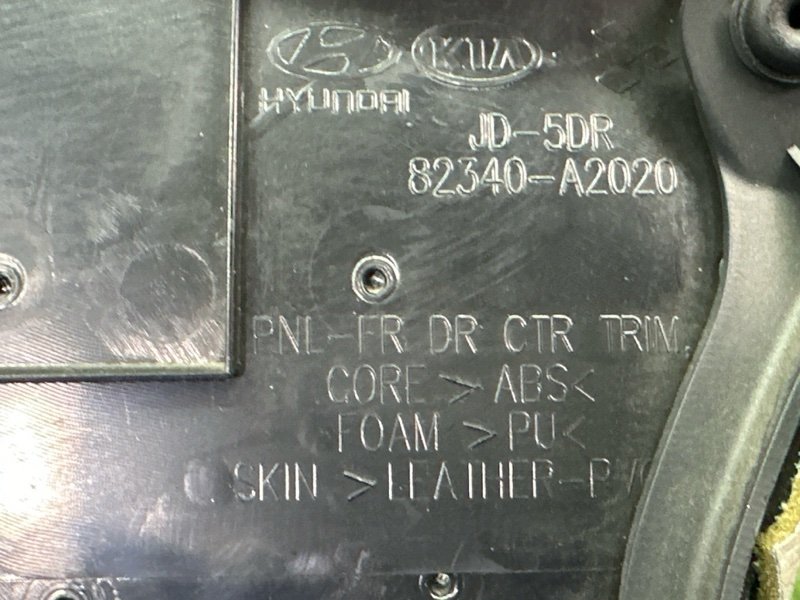 KIA
HYUNDAI
JD-5DR
82340-A2020
PNL-FR DR CTR TRIM,
CORE >ABS<
FOAM >PU<
SKIN >LEATHER-